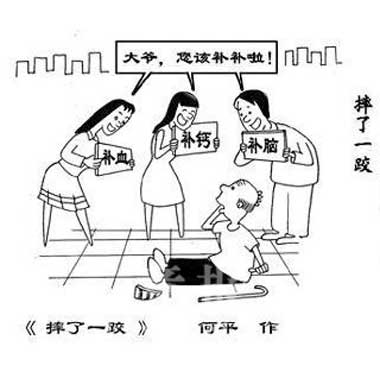 大爷，您该补补啦！
补血
补钙
补脑
摔了一跤
《 摔了一跤 》 何平 作